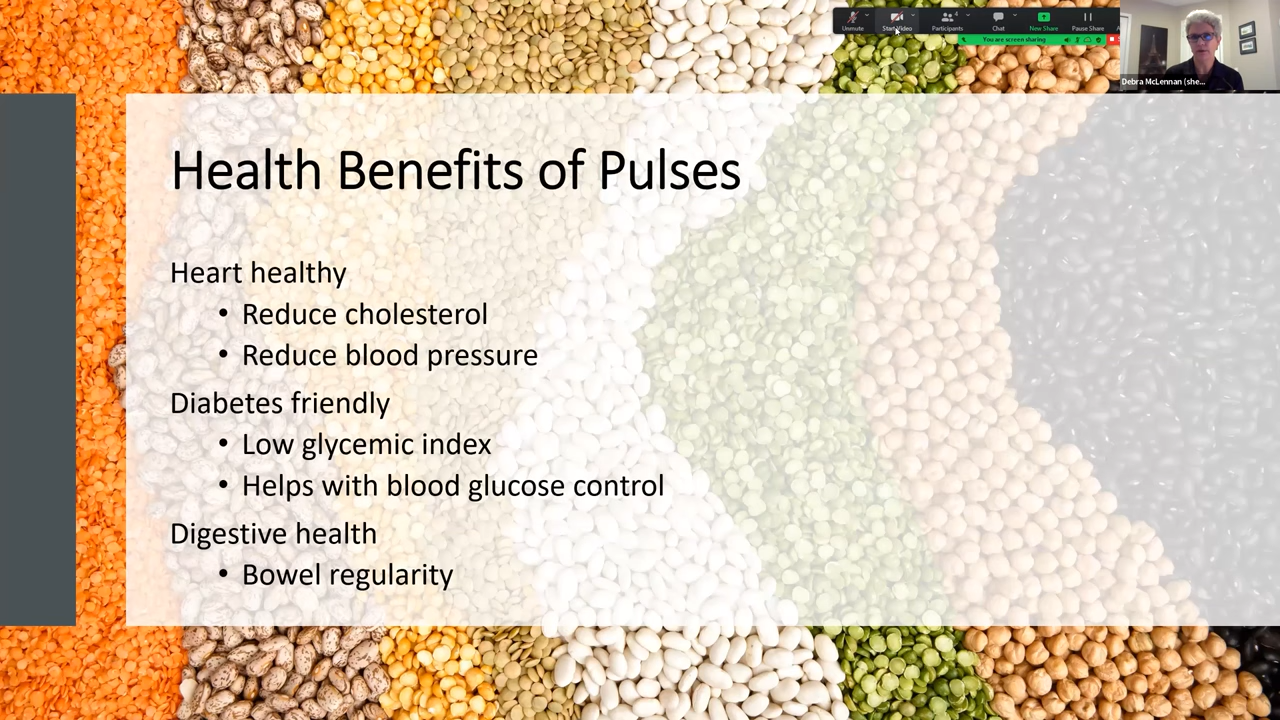 Unmute
Start Video
Participants
4
Chat
New Share
Pause Share
You are screen sharing
Debra McLennan (she...
Health Benefits of Pulses
Heart healthy
• Reduce cholesterol
• Reduce blood pressure
Diabetes friendly
• Low glycemic index
• Helps with blood glucose control
Digestive health
• Bowel regularity